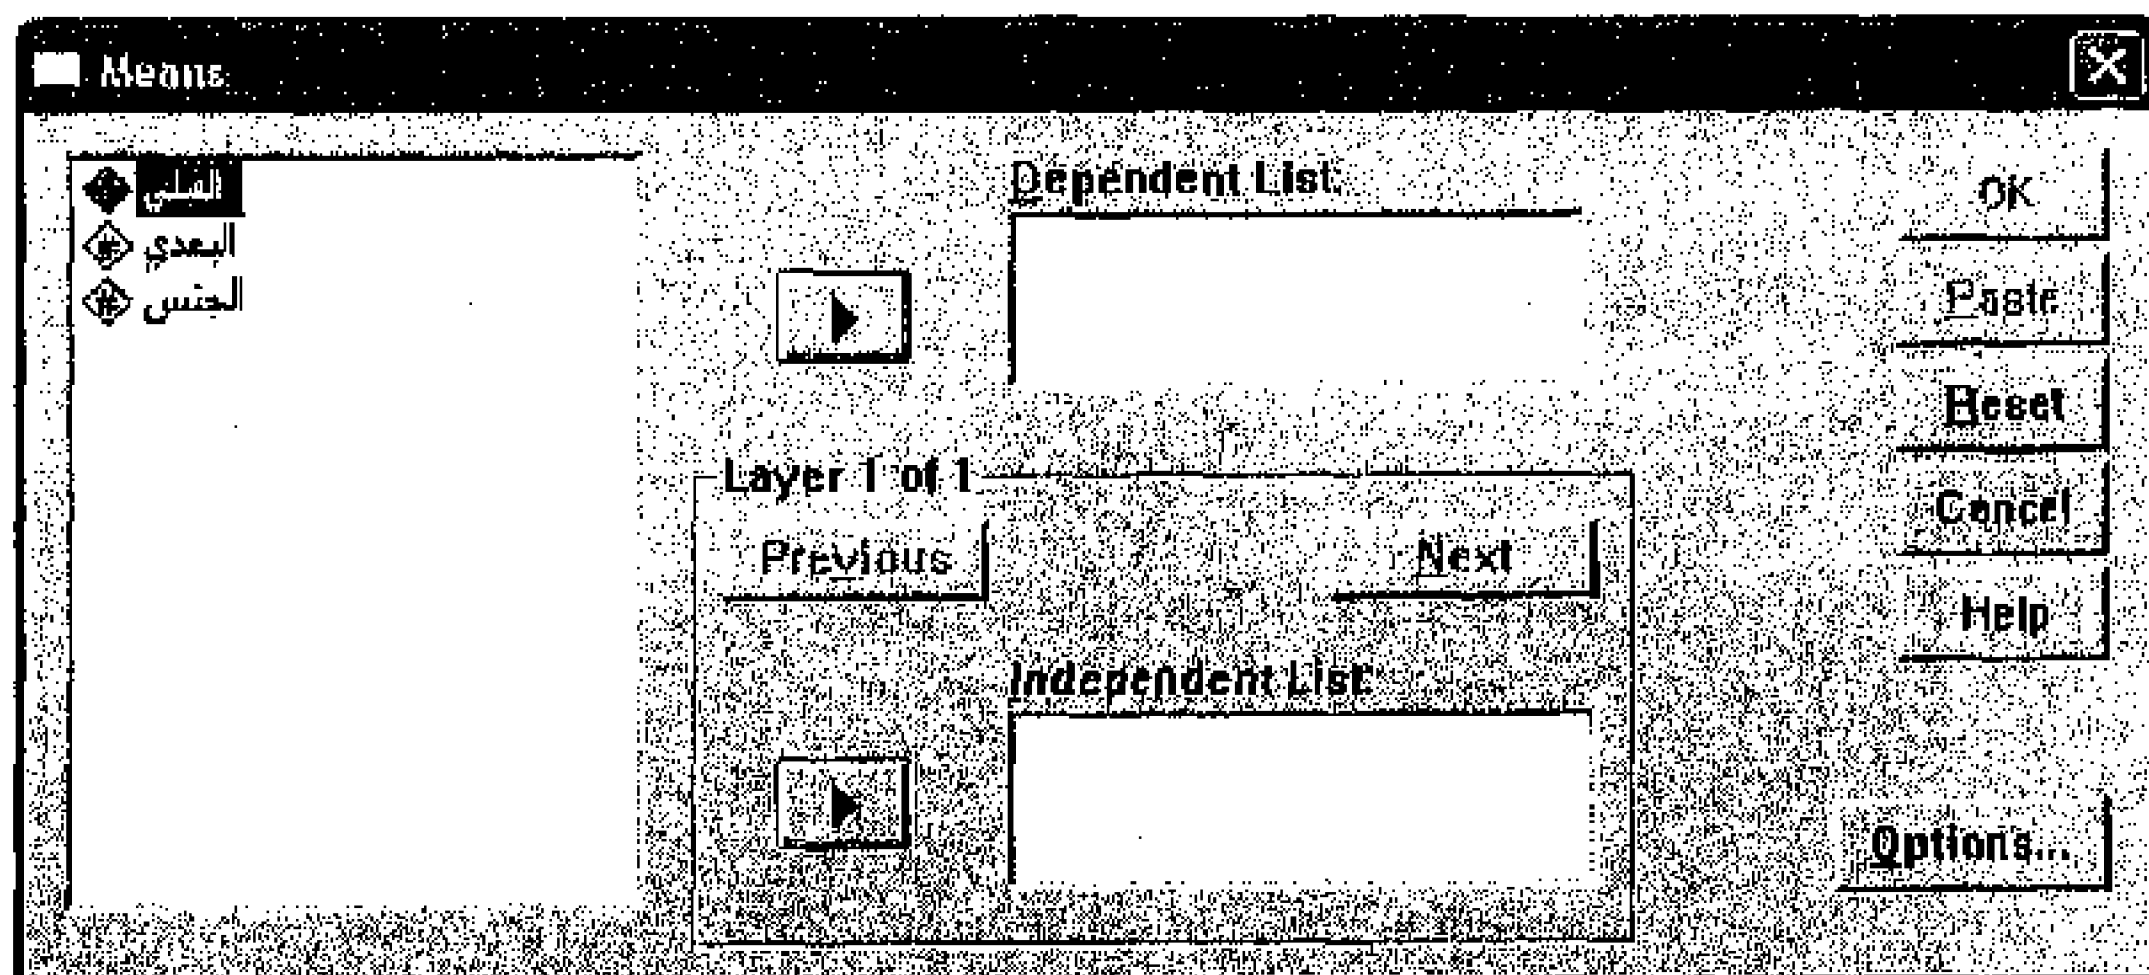 Means
القبلي
البعدي
الجنس
Dependent List:
Layer 1 of 1
Previous
Next
Independent List:
OK
Paste
Reset
Cancel
Help
Options...